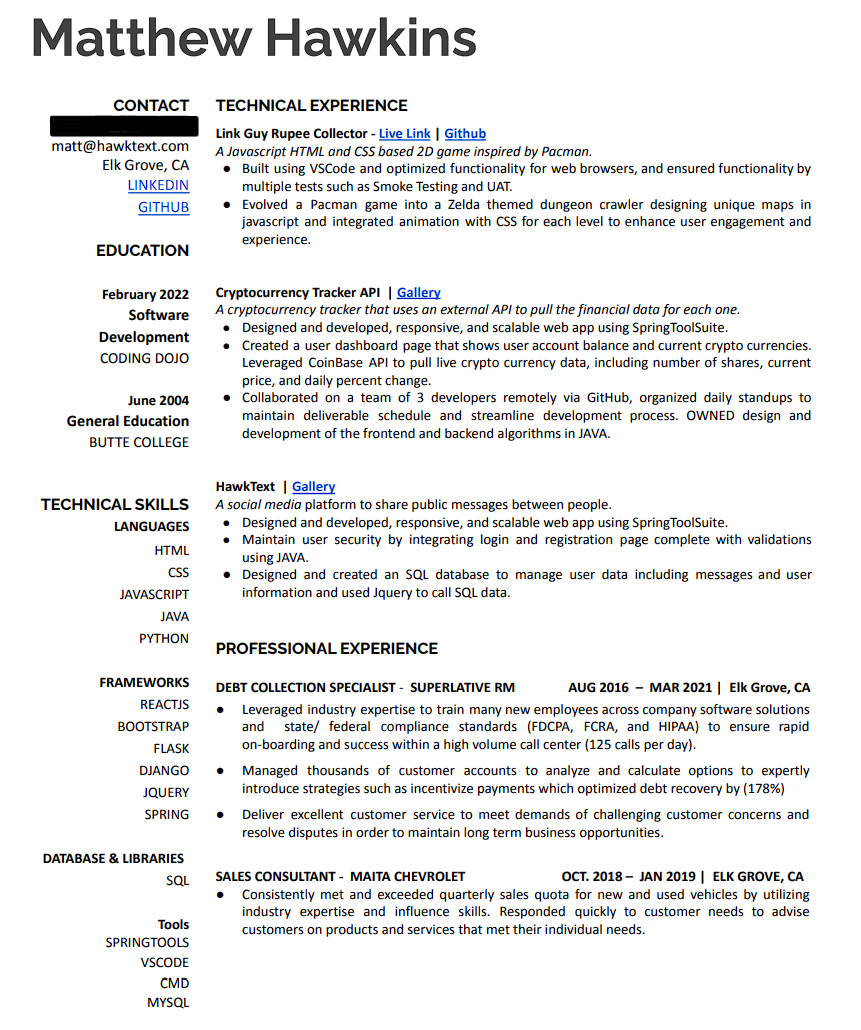 Matthew Hawkins
CONTACT
matt@hawktext.com
Elk Grove, CA
LINKEDIN
GITHUB
EDUCATION
February 2022
Software
Development
CODING DOJO
June 2004
General Education
BUTTE COLLEGE
TECHNICAL SKILLS
LANGUAGES
HTML
CSS
JAVASCRIPT
JAVA
PYTHON
FRAMEWORKS
REACTJS
BOOTSTRAP
FLASK
DJANGO
JQUERY
SPRING
DATABASE & LIBRARIES
SQL
Tools
SPRINGTOOLS
VSCODE
CMD
MYSQL
TECHNICAL EXPERIENCE
Link Guy Rupee Collector - Live Link | Github
A Javascript HTML and CSS based 2D game inspired by Pacman.
● Built using VSCode and optimized functionality for web browsers, and ensured functionality by
multiple tests such as Smoke Testing and UAT.
● Evolved a Pacman game into a Zelda themed dungeon crawler designing unique maps in
javascript and integrated animation with CSS for each level to enhance user engagement and
experience.
Cryptocurrency Tracker API | Gallery
A cryptocurrency tracker that uses an external API to pull the financial data for each one.
● Designed and developed, responsive, and scalable web app using SpringToolSuite.
● Created a user dashboard page that shows user account balance and current crypto currencies.
Leveraged CoinBase API to pull live crypto currency data, including number of shares, current
price, and daily percent change.
● Collaborated on a team of 3 developers remotely via GitHub, organized daily standups to
maintain deliverable schedule and streamline development process. OWNED design and
development of the frontend and backend algorithms in JAVA.
HawkText | Gallery
A social media platform to share public messages between people.
● Designed and developed, responsive, and scalable web app using SpringToolSuite.
● Maintain user security by integrating login and registration page complete with validations
using JAVA.
● Designed and created an SQL database to manage user data including messages and user
information and used Jquery to call SQL data.
PROFESSIONAL EXPERIENCE
DEBT COLLECTION SPECIALIST - SUPERLATIVE RM AUG 2016 – MAR 2021 | Elk Grove, CA
● Leveraged industry expertise to train many new employees across company software solutions
and state/ federal compliance standards (FDCPA, FCRA, and HIPAA) to ensure rapid
on-boarding and success within a high volume call center (125 calls per day).
● Managed thousands of customer accounts to analyze and calculate options to expertly
introduce strategies such as incentivize payments which optimized debt recovery by (178%)
● Deliver excellent customer service to meet demands of challenging customer concerns and
resolve disputes in order to maintain long term business opportunities.
SALES CONSULTANT - MAITA CHEVROLET OCT. 2018 – JAN 2019 | ELK GROVE, CA
● Consistently met and exceeded quarterly sales quota for new and used vehicles by utilizing
industry expertise and influence skills. Responded quickly to customer needs to advise
customers on products and services that met their individual needs.